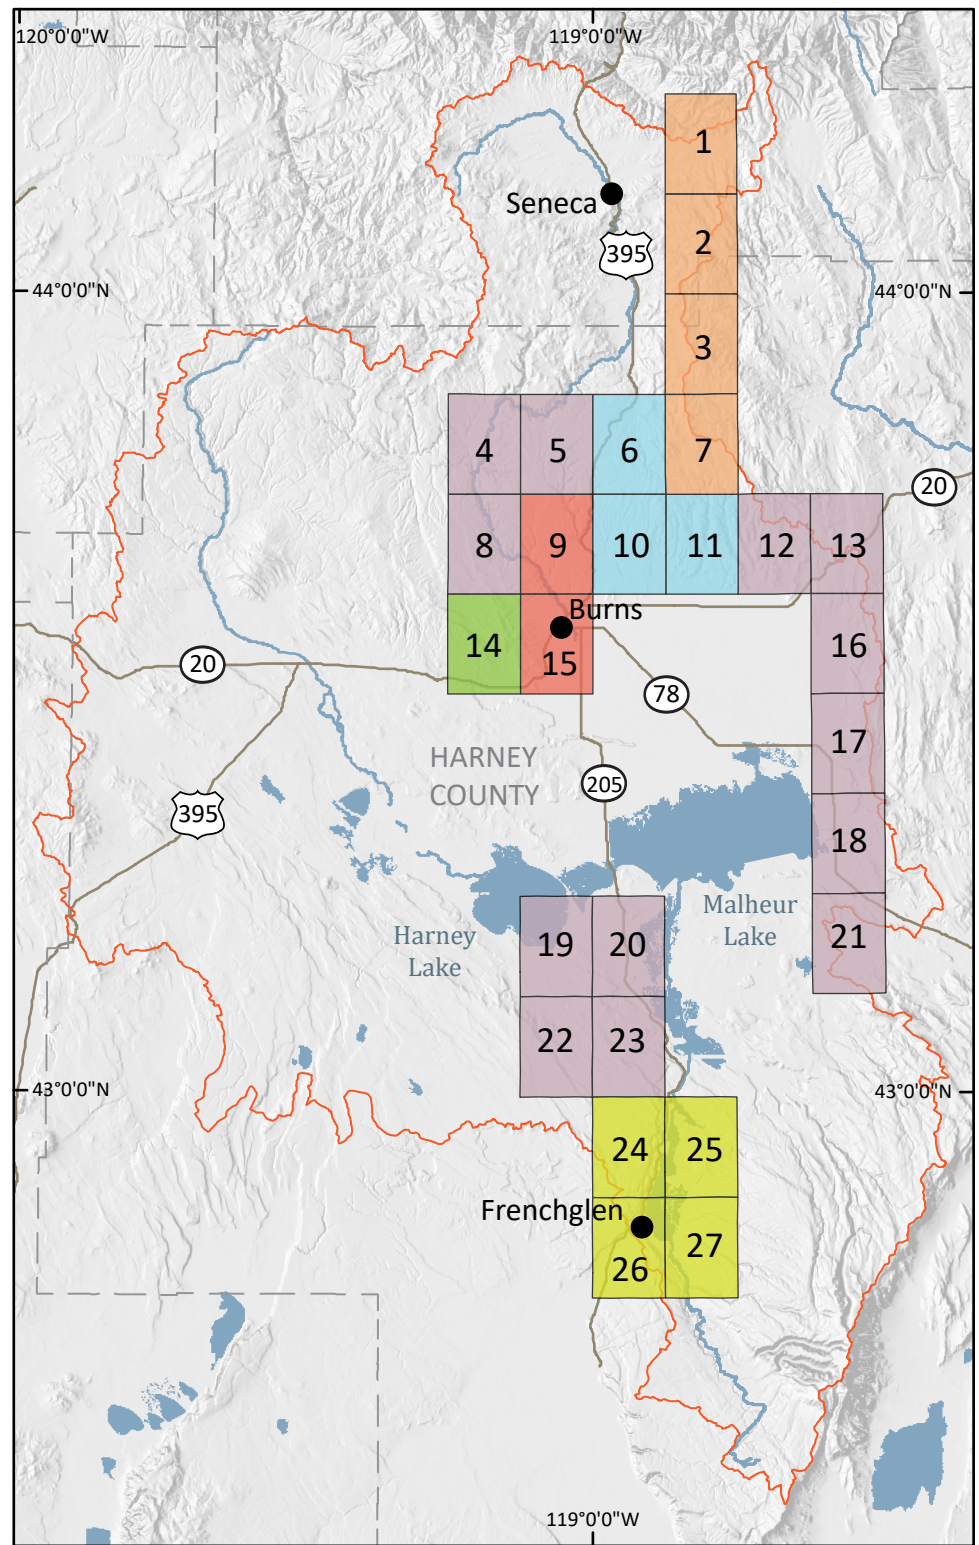 120°0'0"W
119°0'0"W
1
Seneca
2
395
44°0'0"N
44°0'0"N
3
4
5
6
7
20
8
9
10
11
12
13
Burns
14
15
16
20
78
17
HARNEY
COUNTY
205
395
18
Malheur
Lake
Harney
Lake
19
20
21
22
23
43°0'0"N
43°0'0"N
24
25
Frenchglen
26
27
119°0'0"W